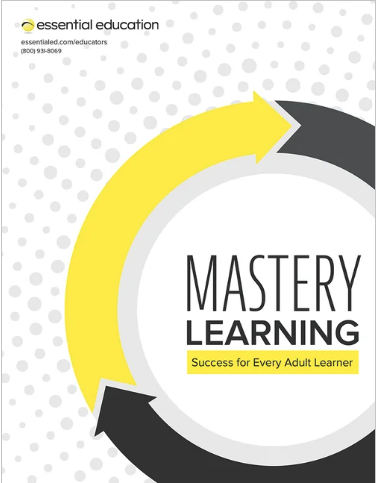 essential education
essentialed.com/educators
(800) 931-8069
MASTERY
LEARNING
Success for Every Adult Learner